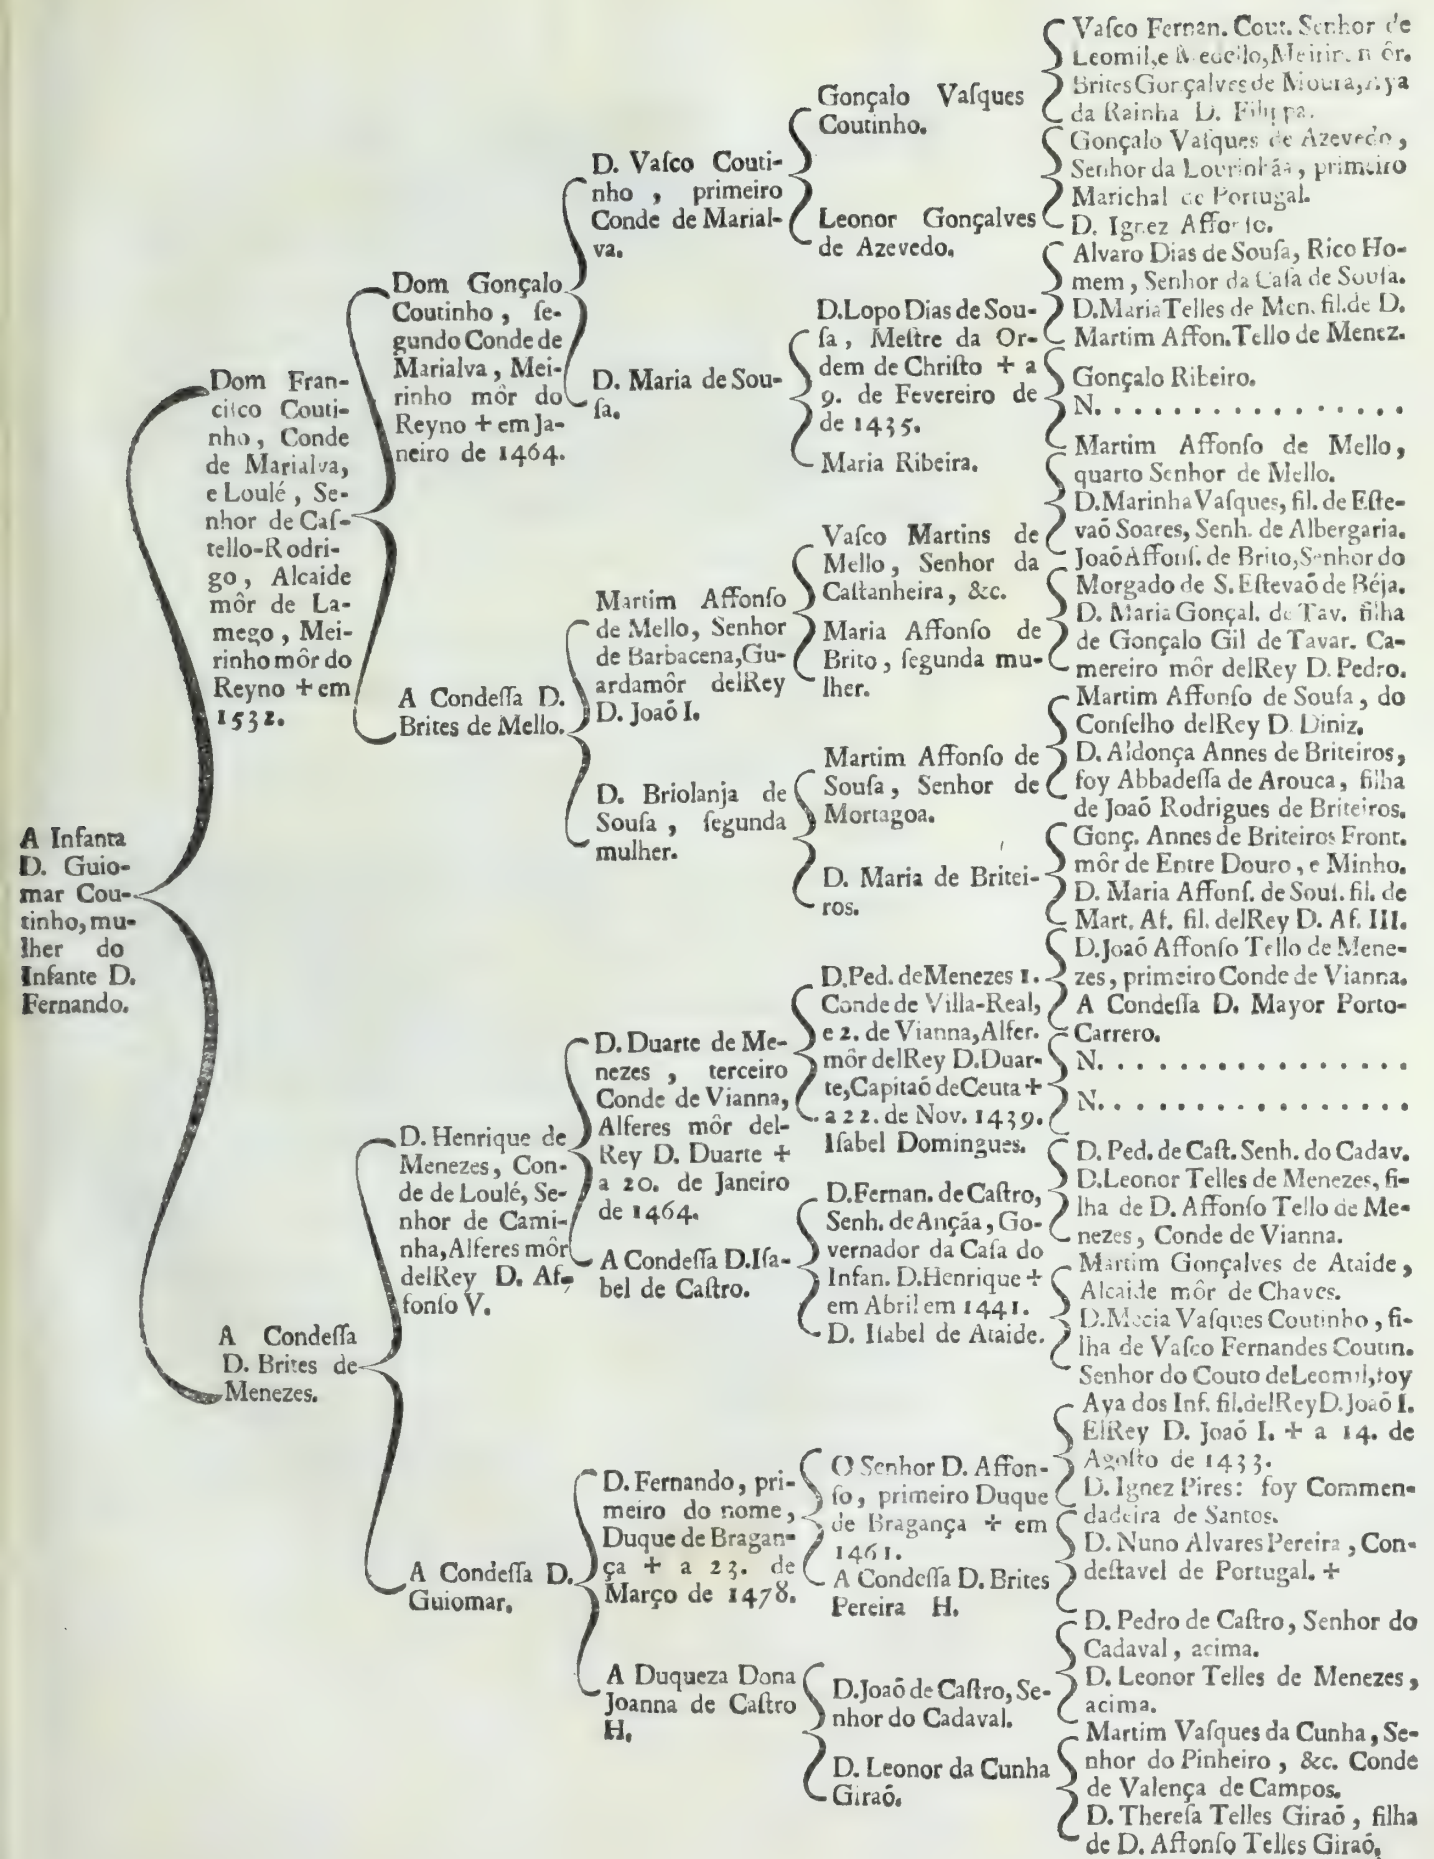 A Infanta
D. Guio-
mar Cou-
tinho, mu-
lher do
Infante D.
Fernando.
Dom Fran-
cisco Couti-
nho, Conde
de Marialva,
e Loulé, Se-
nhor de Caſ-
tello-Rodri-
go, Alcaide
môr de La-
mego, Mei-
rinho môr do
Reyno + em
1532.
A Condeſſa
D. Brites de
Menezes.
Dom Gonçalo
Coutinho, ſe-
gundo Conde de
Marialva, Mei-
rinho môr do
Reyno + em Ja-
neiro de 1464.
A Condeſſa D.
Brites de Mello.
D. Henrique de
Menezes, Con-
de de Loulé, Se-
nhor de Cami-
nha, Alferes môr
delRey D. Af-
fonſo V.
A Condeſſa D.
Guiomar.
D. Vaſco Couti-
nho, primeiro
Conde de Marial-
va.
D. Maria de Sou-
ſa.
Martim Affonſo
de Mello, Senhor
de Barbacena, Gu-
ardamôr delRey
D. Joaõ I.
D. Briolanja de
Souſa, ſegunda
mulher.
D. Duarte de Me-
nezes, terceiro
Conde de Vianna,
Alferes môr del-
Rey D. Duarte +
a 20. de Janeiro
de 1464.
A Condeſſa D. Iſa-
bel de Caſtro.
D. Fernando, pri-
meiro do nome,
Duque de Bragan-
ça + a 23. de
Março de 1478.
A Duqueza Dona
Joanna de Caſtro
H.
Gonçalo Vaſques
Coutinho.
Leonor Gonçalves
de Azevedo.
D. Lopo Dias de Sou-
ſa, Meſtre da Or-
dem de Chriſto + a
9. de Fevereiro de
de 1435.
Maria Ribeira.
Vaſco Martins de
Mello, Senhor da
Caſtanheira, &c.
Maria Affonſo de
Brito, ſegunda mu-
lher.
Martim Affonſo de
Souſa, Senhor de
Mortagoa.
D. Maria de Britei-
ros.
D. Ped. de Menezes 1.
Conde de Villa-Real,
e 2. de Vianna, Alfer.
môr delRey D. Duar-
te, Capitaõ de Ceuta +
a 22. de Nov. 1439.
Iſabel Domingues.
D. Fernan. de Caſtro,
Senh. de Ançãa, Go-
vernador da Caſa do
Infan. D. Henrique +
em Abril em 1441.
D. Iſabel de Ataide.
O Senhor D. Affon-
ſo, primeiro Duque
de Bragança + em
1461.
A Condeſſa D. Brites
Pereira H.
D. Joaõ de Caſtro, Se-
nhor do Cadaval.
D. Leonor da Cunha
Giraõ.
Vaſco Fernan. Cout. Senhor de
Leomil, e Meirin. môr.
Brites Gonçalves de Moura, Aya
da Rainha D. Filippa.
Gonçalo Vaſques de Azevedo,
Senhor da Lourinhãa, primeiro
Marichal de Portugal.
D. Ignez Affonſo.
Alvaro Dias de Souſa, Rico Ho-
mem, Senhor da Caſa de Souſa.
D. Maria Telles de Men. fil. de D.
Martim Affon. Tello de Menez.
Gonçalo Ribeiro.
N. . . . . . . . . . . . . . . .
Martim Affonſo de Mello,
quarto Senhor de Mello.
D. Marinha Vaſques, fil. de Eſte-
vaõ Soares, Senh. de Albergaria.
Joaõ Affonſ. de Brito, Senhor do
Morgado de S. Eſtevaõ de Béja.
D. Maria Gonçal. de Tav. filha
de Gonçalo Gil de Tavar. Ca-
mereiro môr delRey D. Pedro.
Martim Affonſo de Souſa, do
Conſelho delRey D. Diniz.
D. Aldonça Annes de Briteiros,
foy Abbadeſſa de Arouca, filha
de Joaõ Rodrigues de Briteiros.
Gonç. Annes de Briteiros Front.
môr de Entre Douro, e Minho.
D. Maria Affonſ. de Souſ. fil. de
Mart. Af. fil. delRey D. Af. III.
D. Joaõ Affonſo Tello de Mene-
zes, primeiro Conde de Vianna.
A Condeſſa D. Mayor Porto-
Carrero.
N. . . . . . . . . . . . . . . .
N. . . . . . . . . . . . . . . .
D. Ped. de Caſt. Senh. do Cadav.
D. Leonor Telles de Menezes, fi-
lha de D. Affonſo Tello de Me-
nezes, Conde de Vianna.
Martim Gonçalves de Ataide,
Alcaide môr de Chaves.
D. Mecia Vaſques Coutinho, fi-
lha de Vaſco Fernandes Coutin.
Senhor do Couto de Leomil, foy
Aya dos Inf. fil. delRey D. Joaõ I.
ElRey D. Joaõ I. + a 14. de
Agoſto de 1433.
D. Ignez Pires: foy Commen-
dadeira de Santos.
D. Nuno Alvares Pereira, Con-
deſtavel de Portugal. +
D. Pedro de Caſtro, Senhor do
Cadaval, acima.
D. Leonor Telles de Menezes,
acima.
Martim Vaſques da Cunha, Se-
nhor do Pinheiro, &c. Conde
de Valença de Campos.
D. Thereſa Telles Giraõ, filha
de D. Affonſo Telles Giraõ.